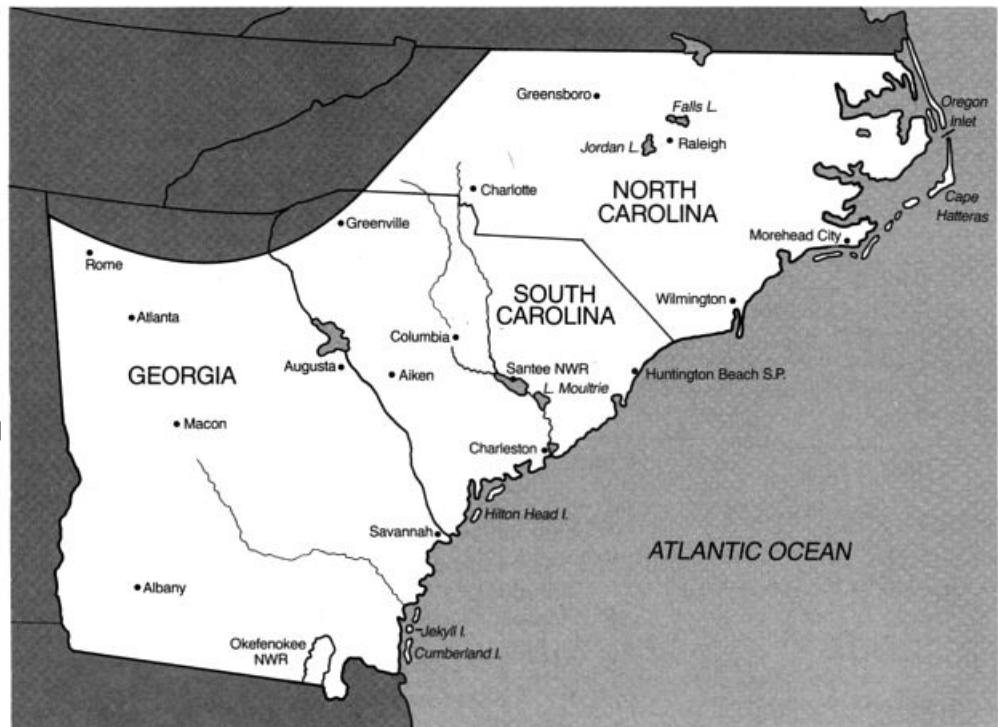 Greensboro
Falls L.
Oregon
Inlet
Jordan L.
Raleigh
Charlotte
NORTH
CAROLINA
Cape
Hatteras
Greenville
Morehead City
Rome
SOUTH
CAROLINA
Wilmington
Atlanta
Columbia
GEORGIA
Augusta
Aiken
Santee NWR
L. Moultrie
Huntington Beach S.P.
Macon
Charleston
Hilton Head I.
Savannah
ATLANTIC OCEAN
Albany
Jekyll I.
Okefenokee
NWR
Cumberland I.